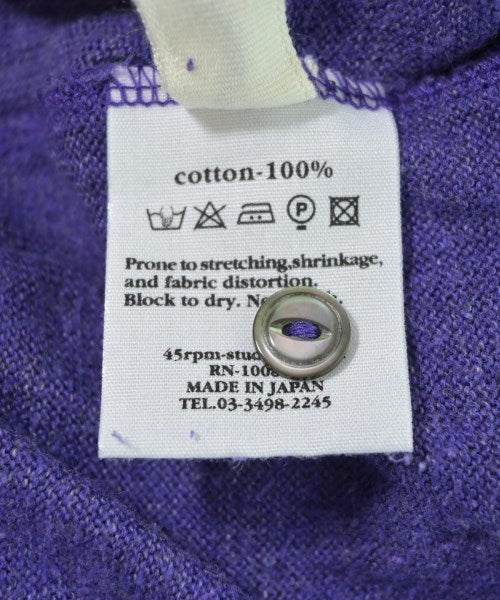 cotton-100%
P
Prone to stretching,shrinkage,
and fabric distortion.
Block to dry.
45rpm-
RN-100
MADE IN JAPAN
TEL.03-3498-2245